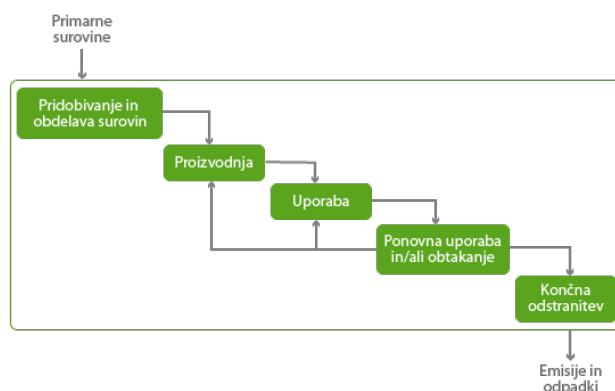 Primarne
surovine
Pridobivanje in
obdelava surovin
Proizvodnja
Uporaba
Ponovna uporaba
in/ali obtakanje
Končna
odstranitev
Emisije in
odpadki